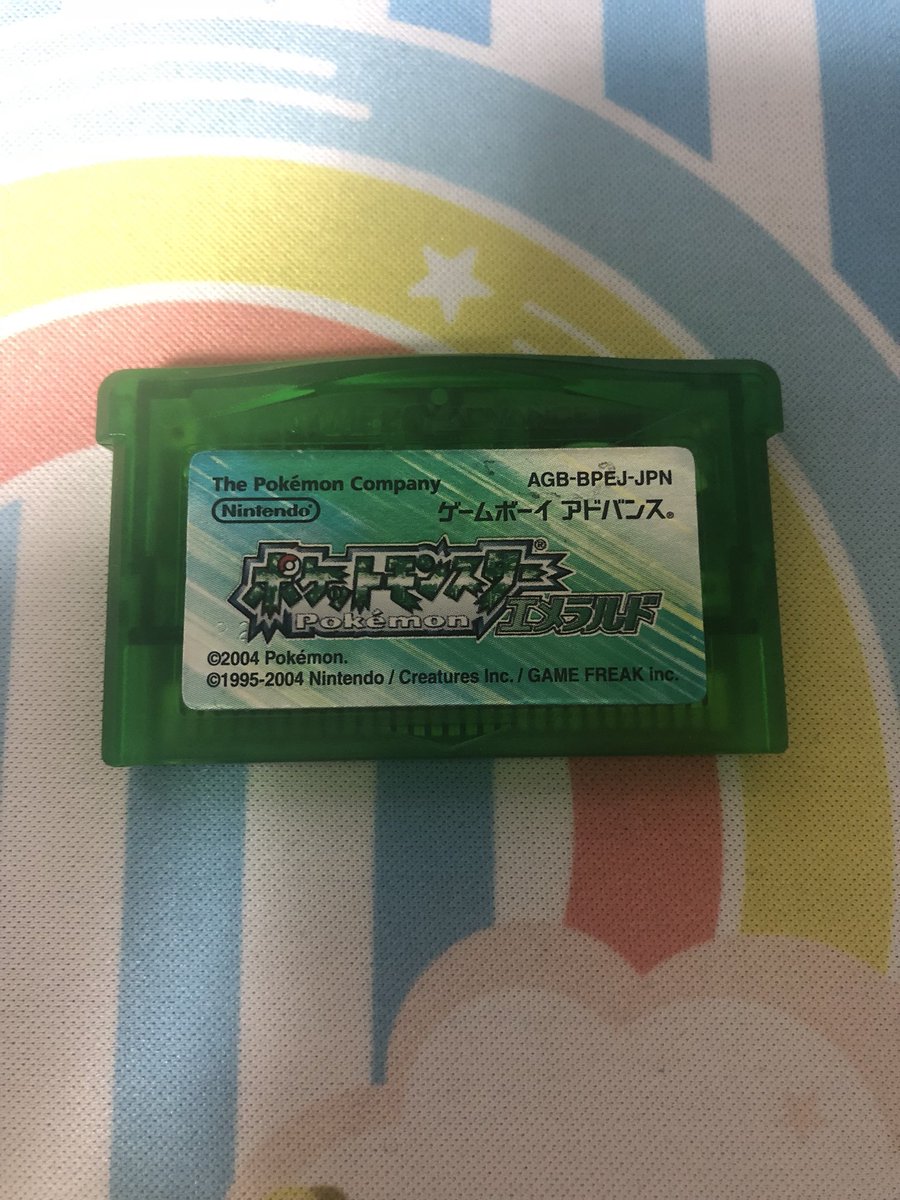 The Pokémon Company
AGB-BPEJ-JPN
Nintendo®
ゲームボーイ アドバンス®
ポケットモンスター®
Pokémon
エメラルド
©2004 Pokémon.
©1995-2004 Nintendo / Creatures Inc. / GAME FREAK inc.